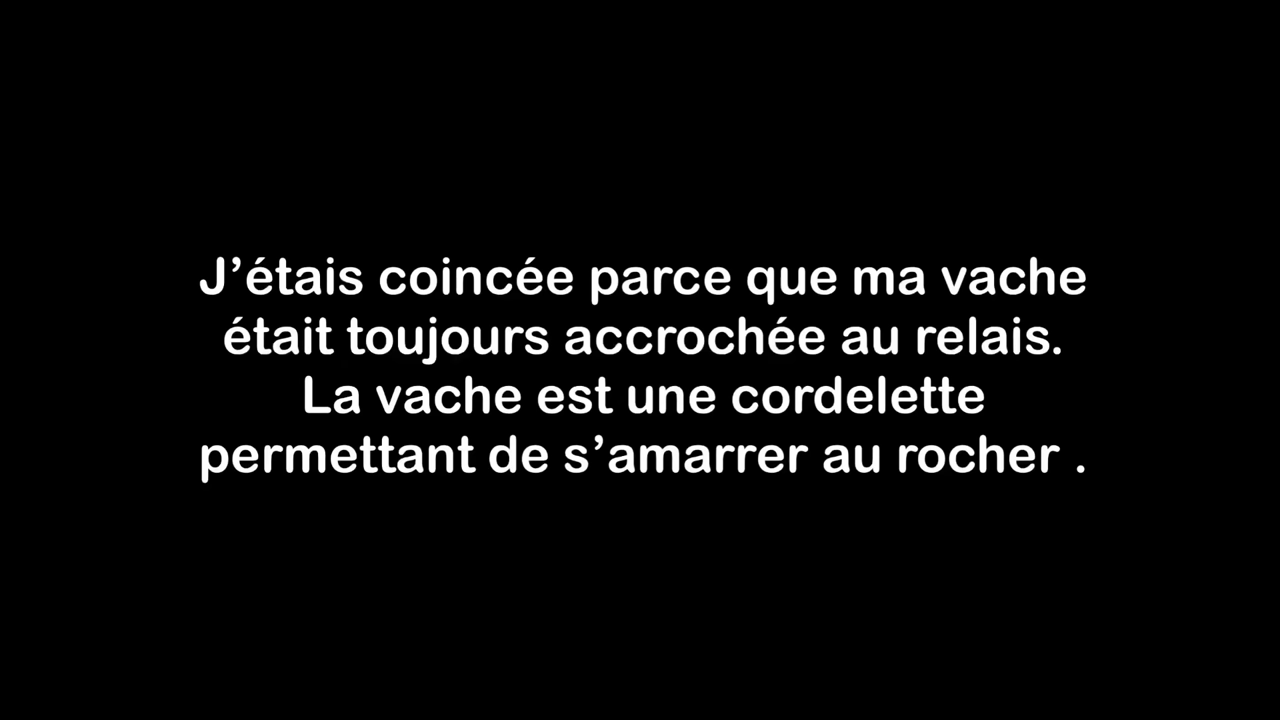 J’étais coincée parce que ma vache
était toujours accrochée au relais.
La vache est une cordelette
permettant de s’amarrer au rocher .